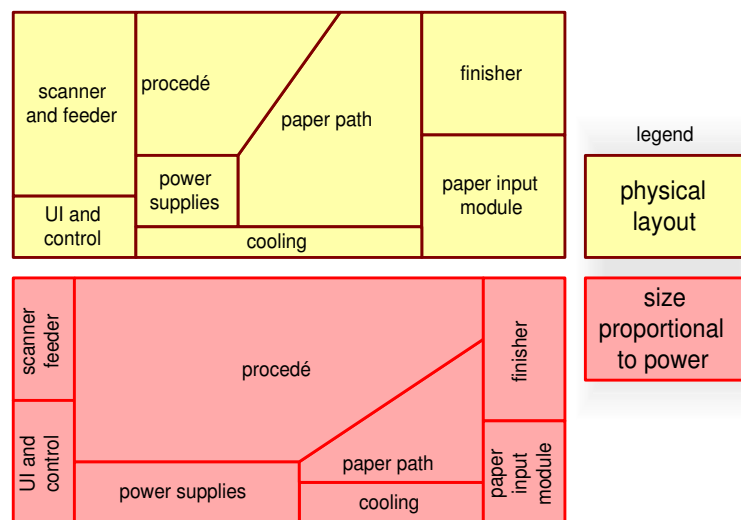 scanner
and feeder
procedé
paper path
finisher
power
supplies
UI and
control
cooling
paper input
module
legend
physical
layout
scanner
feeder
procedé
finisher
UI and
control
power supplies
paper path
cooling
paper
input
module
size
proportional
to power